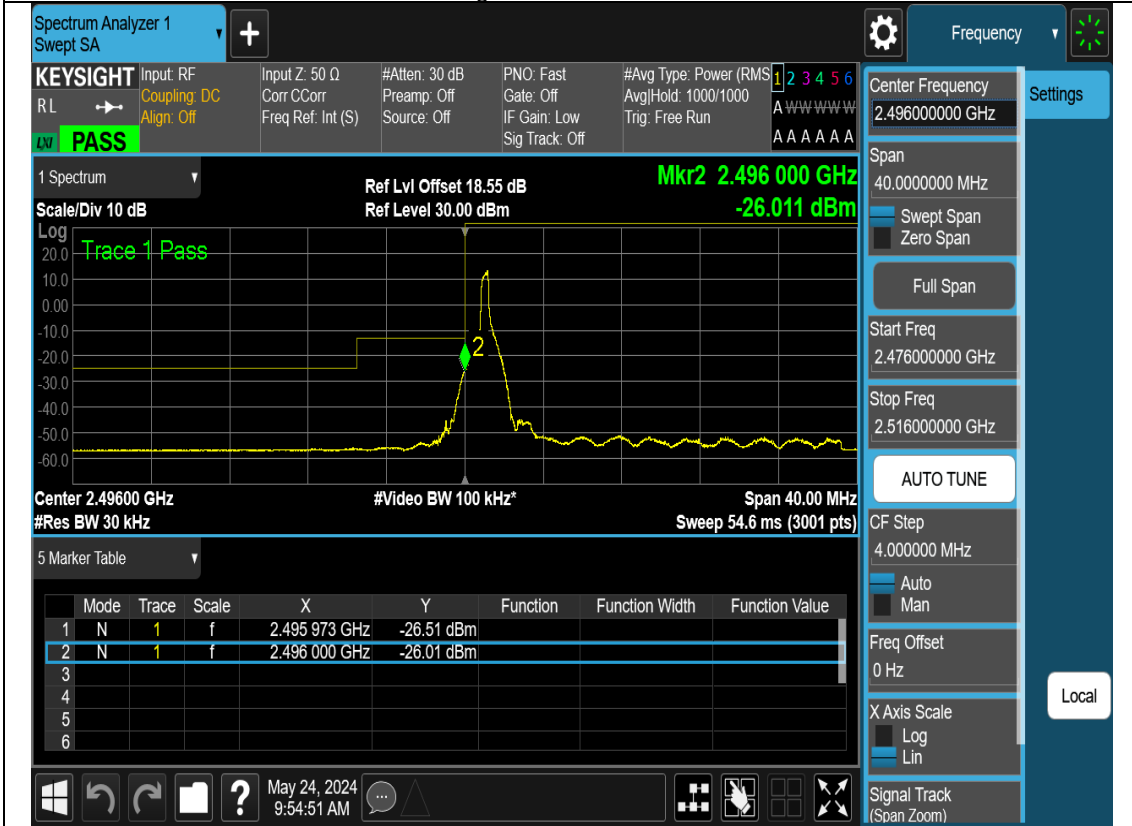 Spectrum Analyzer 1
Swept SA
+
Frequency
KEYSIGHT
RL
LXI PASS
Input: RF
Coupling: DC
Align: Off
Input Z: 50 Ω
Corr CCorr
Freq Ref: Int (S)
#Atten: 30 dB
Preamp: Off
Source: Off
PNO: Fast
Gate: Off
IF Gain: Low
Sig Track: Off
#Avg Type: Power (RMS
Avg|Hold: 1000/1000
Trig: Free Run
1 2 3 4 5 6
A W W W W W
A A A A A A
1 Spectrum
Scale/Div 10 dB
Ref Lvl Offset 18.55 dB
Ref Level 30.00 dBm
Mkr2 2.496 000 GHz
-26.011 dBm
Log
Trace 1 Pass
20.0
10.0
0.00
-10.0
-20.0
-30.0
-40.0
-50.0
-60.0
2
Center 2.49600 GHz
#Video BW 100 kHz*
Span 40.00 MHz
#Res BW 30 kHz
Sweep 54.6 ms (3001 pts)
5 Marker Table
Mode Trace Scale X Y Function Function Width Function Value
1 N 1 f 2.495 973 GHz -26.51 dBm
2 N 1 f 2.496 000 GHz -26.01 dBm
3
4
5
6
?
May 24, 2024
9:54:51 AM
Settings
Center Frequency
2.496000000 GHz
Span
40.0000000 MHz
Swept Span
Zero Span
Full Span
Start Freq
2.476000000 GHz
Stop Freq
2.516000000 GHz
AUTO TUNE
CF Step
4.000000 MHz
Auto
Man
Freq Offset
0 Hz
X Axis Scale
Log
Lin
Signal Track
(Span Zoom)
Local